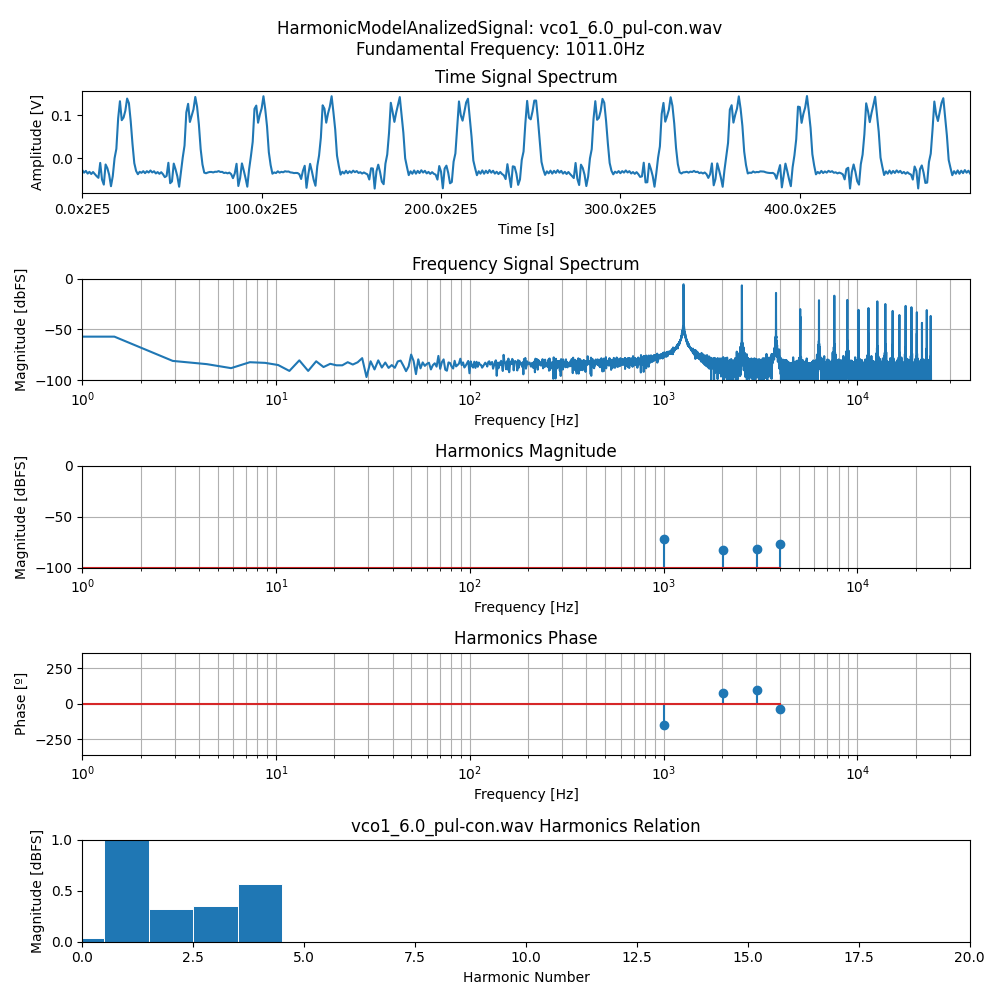 HarmonicModelAnalizedSignal: vco1_6.0_pul-con.wav
Fundamental Frequency: 1011.0Hz
Time Signal Spectrum
Amplitude [V]
0.1
0.0
0.0x2E5 100.0x2E5 200.0x2E5 300.0x2E5 400.0x2E5
Time [s]
Frequency Signal Spectrum
Magnitude [dbFS]
0
−50
−100
10⁰ 10¹ 10² 10³ 10⁴
Frequency [Hz]
Harmonics Magnitude
Magnitude [dBFS]
0
−50
−100
10⁰ 10¹ 10² 10³ 10⁴
Frequency [Hz]
Harmonics Phase
Phase [º]
250
0
−250
10⁰ 10¹ 10² 10³ 10⁴
Frequency [Hz]
vco1_6.0_pul-con.wav Harmonics Relation
Magnitude [dBFS]
1.0
0.5
0.0
0.0 2.5 5.0 7.5 10.0 12.5 15.0 17.5 20.0
Harmonic Number